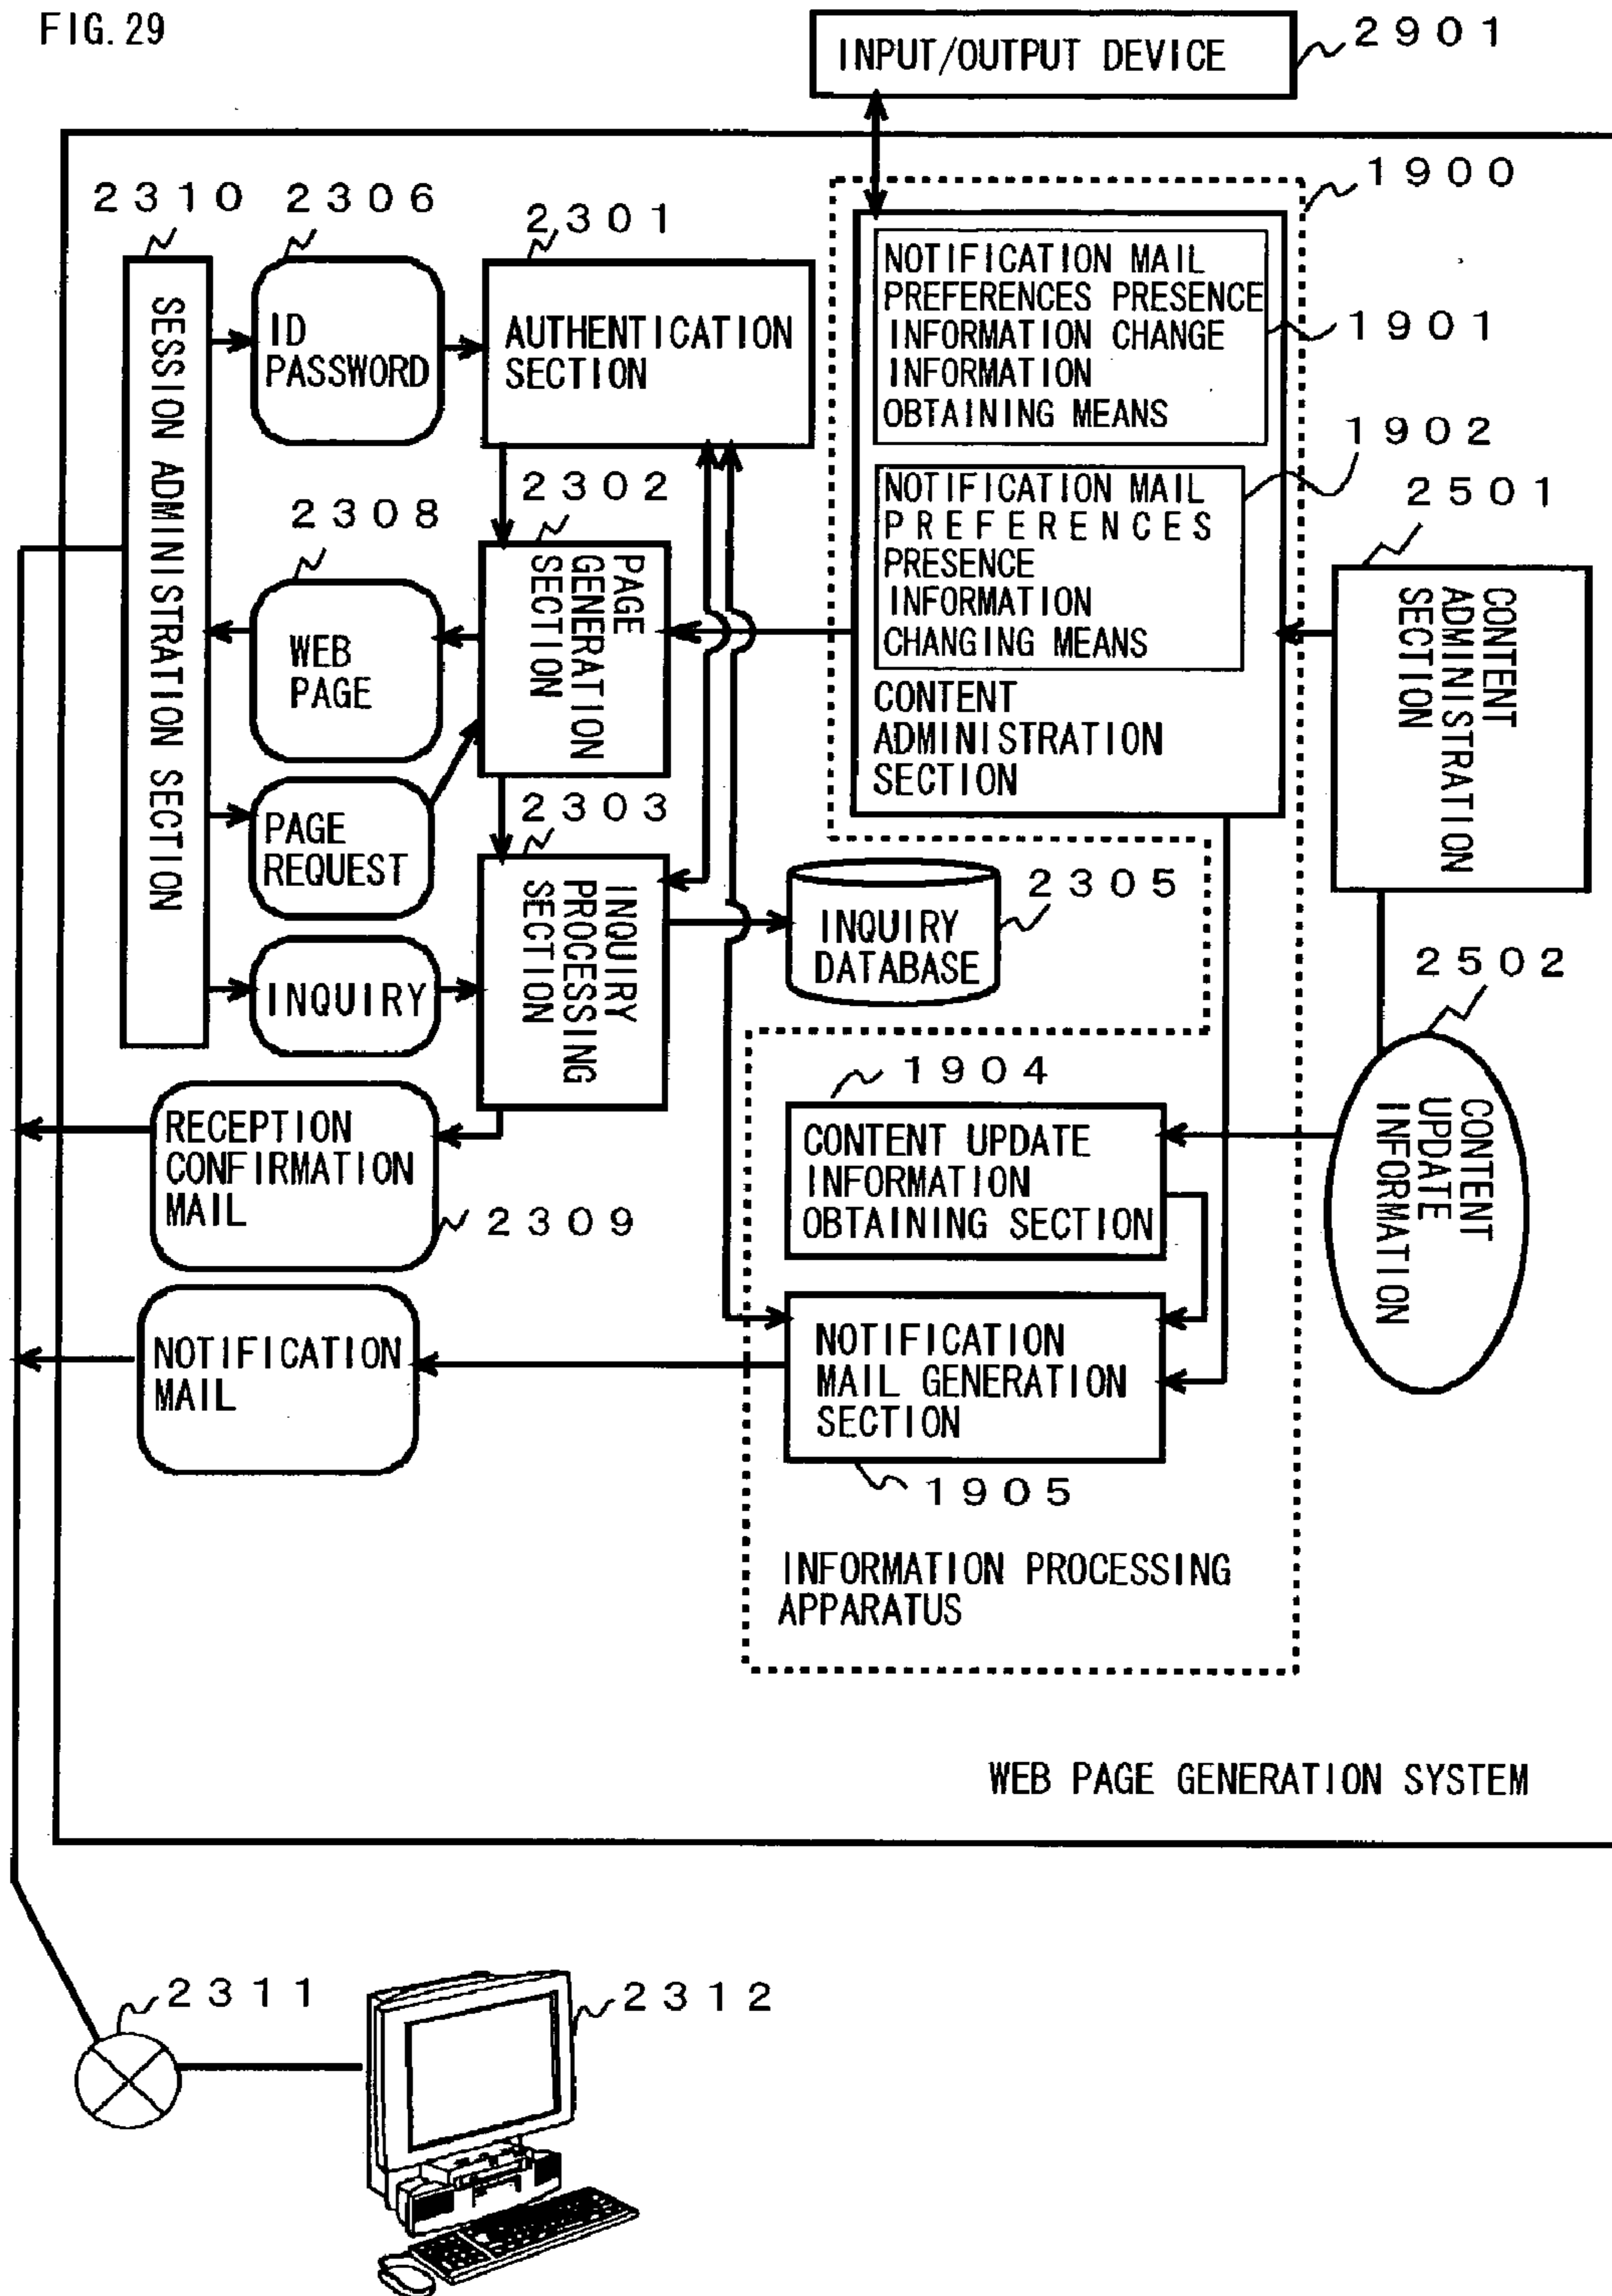 FIG. 29
INPUT/OUTPUT DEVICE
2901
1900
2310
2306
2301
SESSION ADMINISTRATION SECTION
ID
PASSWORD
AUTHENTICATION
SECTION
NOTIFICATION MAIL
PREFERENCES PRESENCE
INFORMATION CHANGE
INFORMATION
OBTAINING MEANS
1901
1902
NOTIFICATION MAIL
PREFERENCES
PRESENCE
INFORMATION
CHANGING MEANS
CONTENT
ADMINISTRATION
SECTION
2501
CONTENT
ADMINISTRATION
SECTION
2308
2302
WEB
PAGE
PAGE
GENERATION
SECTION
PAGE
REQUEST
2303
INQUIRY
PROCESSING
SECTION
INQUIRY
INQUIRY
DATABASE
2305
2502
CONTENT
UPDATE
INFORMATION
1904
CONTENT UPDATE
INFORMATION
OBTAINING SECTION
RECEPTION
CONFIRMATION
MAIL
2309
NOTIFICATION
MAIL
NOTIFICATION
MAIL GENERATION
SECTION
1905
INFORMATION PROCESSING
APPARATUS
WEB PAGE GENERATION SYSTEM
2311
2312